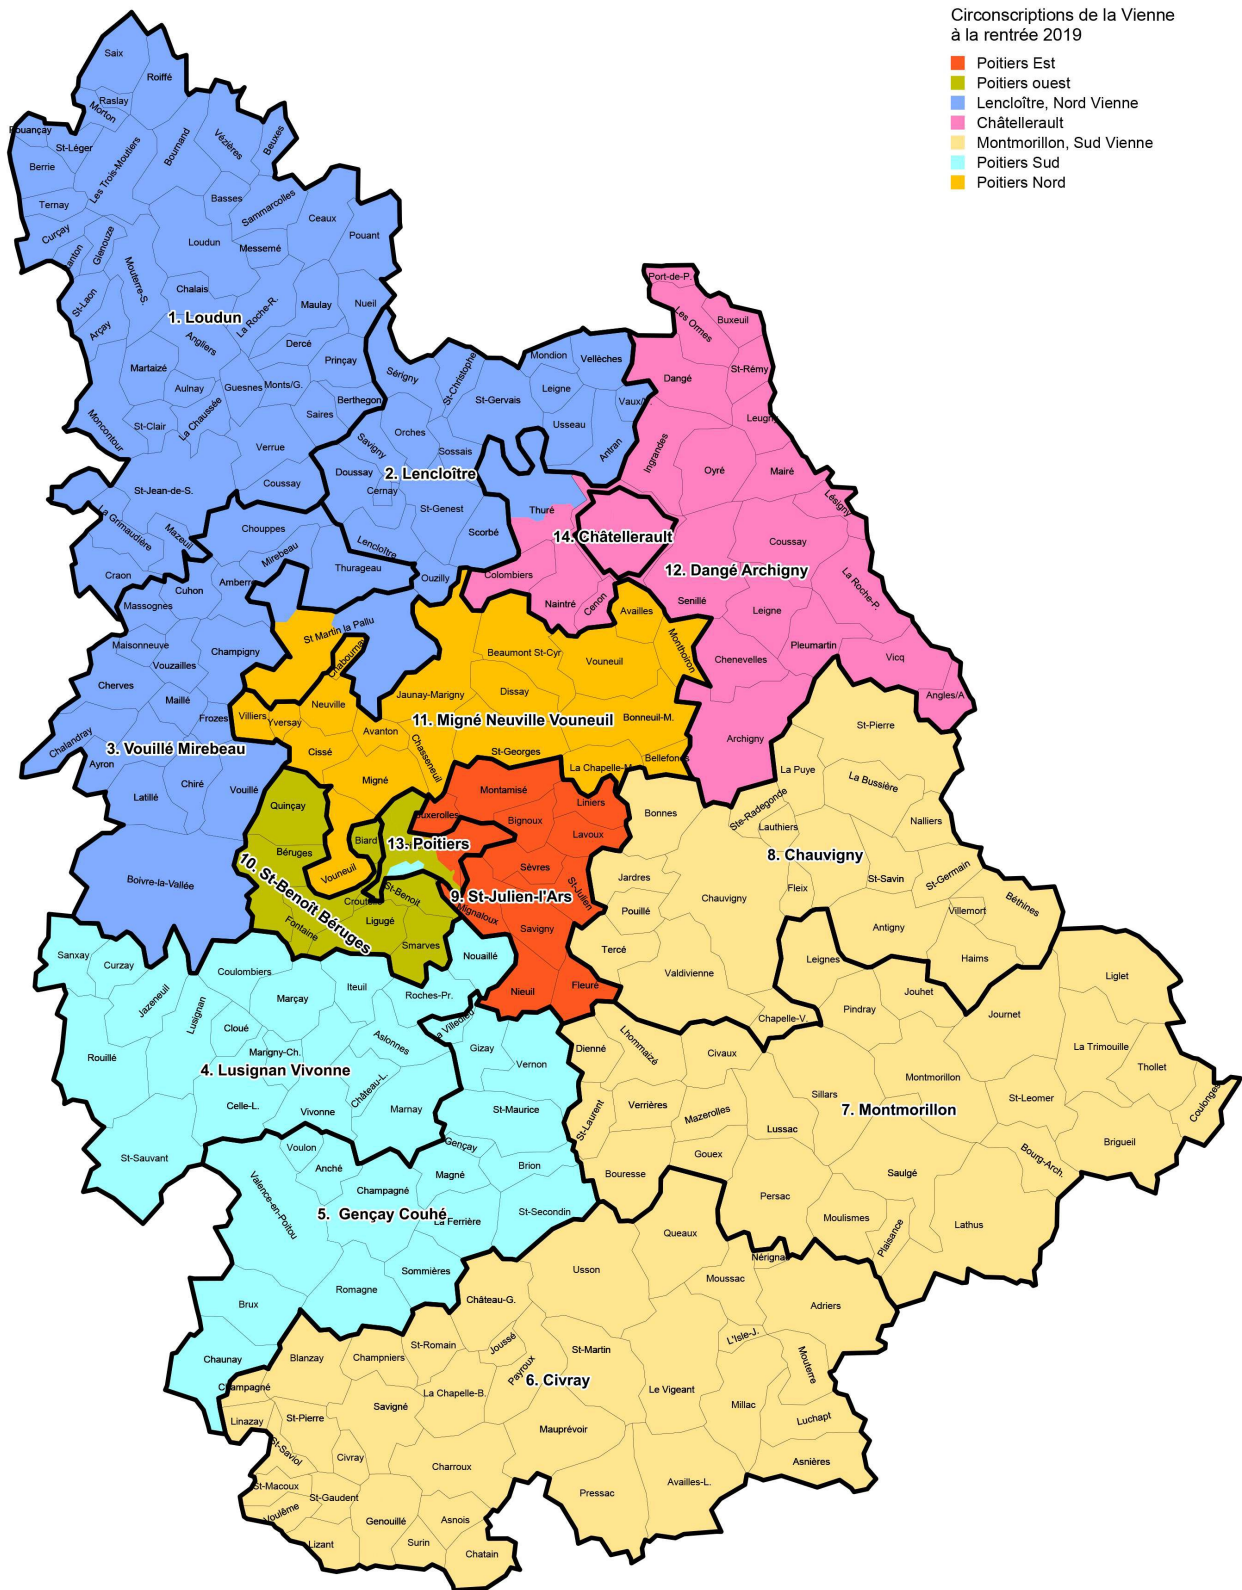 Circonscriptions de la Vienne
à la rentrée 2019
Poitiers Est
Poitiers ouest
Lencloître, Nord Vienne
Châtellerault
Montmorillon, Sud Vienne
Poitiers Sud
Poitiers Nord
Saix
Roiffé
Raslay
Morton
Pouançay
St-Léger
Berrie
Les Trois-Moutiers
Bournand
Vézières
Beuxes
Ternay
Basses
Sammarcolles
Ceaux
Pouant
Curçay
Glenouze
Loudun
Messemé
Mouterre-S.
St-Laon
Chalais
La Roche-R.
Maulay
Nueil
1. Loudun
Arçay
Angliers
Dercé
Prinçay
Martaizé
Aulnay
Guesnes
Monts/G.
Berthegon
Saires
La Chaussée
St-Clair
Moncontour
Verrue
Coussay
St-Jean-de-S.
La Grimaudière
Mazeuil
Craon
Sérigny
St-Christophe
St-Gervais
Mondion
Vellèches
Leigne
Usseau
Antran
Orches
Savigny
Sossais
Doussay
2. Lencloître
Cernay
St-Genest
Scorbé
Lencloître
Ouzilly
Thuré
Chouppes
Mirebeau
Thurageau
Amberre
Cuhon
Massognes
Maisonneuve
Vouzailles
Champigny
Cherves
Maillé
Frozes
Chalandray
3. Vouillé Mirebeau
Ayron
Latillé
Chiré
Vouillé
Boivre-la-Vallée
St Martin la Pallu
Port-de-P.
Les Ormes
Buxeuil
Dangé
St-Rémy
Leugny
Ingrandes
Oyré
Mairé
Lésigny
14. Châtellerault
Coussay
12. Dangé Archigny
La Roche-P.
Colombiers
Naintré
Cenon
Senillé
Leigne
Chenevelles
Pleumartin
Vicq
Angles/A
Archigny
Availles
Monthoiron
Beaumont St-Cyr
Vouneuil
Jaunay-Marigny
Dissay
Bonneuil-M.
11. Migné Neuville Vouneuil
Neuville
Villiers
Yversay
Avanton
Cissé
Chasseneuil
St-Georges
Migné
Vouneuil
Quinçay
Béruges
Biard
13. Poitiers
10. St-Benoit Béruges
St-Benoit
Ligugé
Fontaine
Smarves
Montamisé
Liniers
Bignoux
Lavoux
Sèvres
St-Julien
9. St-Julien-l'Ars
Mignaloux
Savigny
Nieuil
Fleuré
St-Pierre
La Puye
La Bussière
Ste-Radegonde
Nalliers
Bonnes
Lauthiers
8. Chauvigny
Jardres
Chauvigny
Fleix
St-Savin
St-Germain
Béthines
Pouillé
Villemort
Antigny
Haims
Tercé
Valdivienne
Chapelle-V.
Leignes
Pindray
Jouhet
Journet
Liglet
La Trimouille
Thollet
Coulonges
Dienné
Lhommaizé
Civaux
Sillars
Montmorillon
St-Leomer
7. Montmorillon
Verrières
Mazerolles
St-Laurent
Lussac
Gouex
Bouresse
Persac
Saulgé
Bourg-Arch.
Brigueil
Moulismes
Plaisance
Lathus
Nouaillé
Sanxay
Curzay
Jazeneuil
Coulombiers
Lusignan
Marçay
Iteuil
Roches-Pr.
Cloué
Marigny-Ch.
Aslonnes
Rouillé
4. Lusignan Vivonne
Château-L.
Celle-L.
Vivonne
Marnay
St-Sauvant
Gizay
Vernon
St-Maurice
Gençay
Brion
Magné
St-Secondin
Voulon
Anché
Champagné
Valence-en-Poitou
5. Gençay Couhé
La Ferrière
Romagne
Sommières
Brux
Chaunay
Queaux
Usson
Moussac
Adriers
Château-G.
Joussé
St-Romain
Champniers
Blanzay
Payroux
St-Martin
L'Isle-J.
Mouterre
6. Civray
Champagné
Linazay
St-Pierre
Savigné
La Chapelle-B.
Le Vigeant
Millac
Luchapt
Mauprévoir
Asnières
St-Saviol
Civray
Charroux
Pressac
Availles-L.
St-Macoux
St-Gaudent
Voulême
Genouillé
Asnois
Lizant
Surin
Chatain